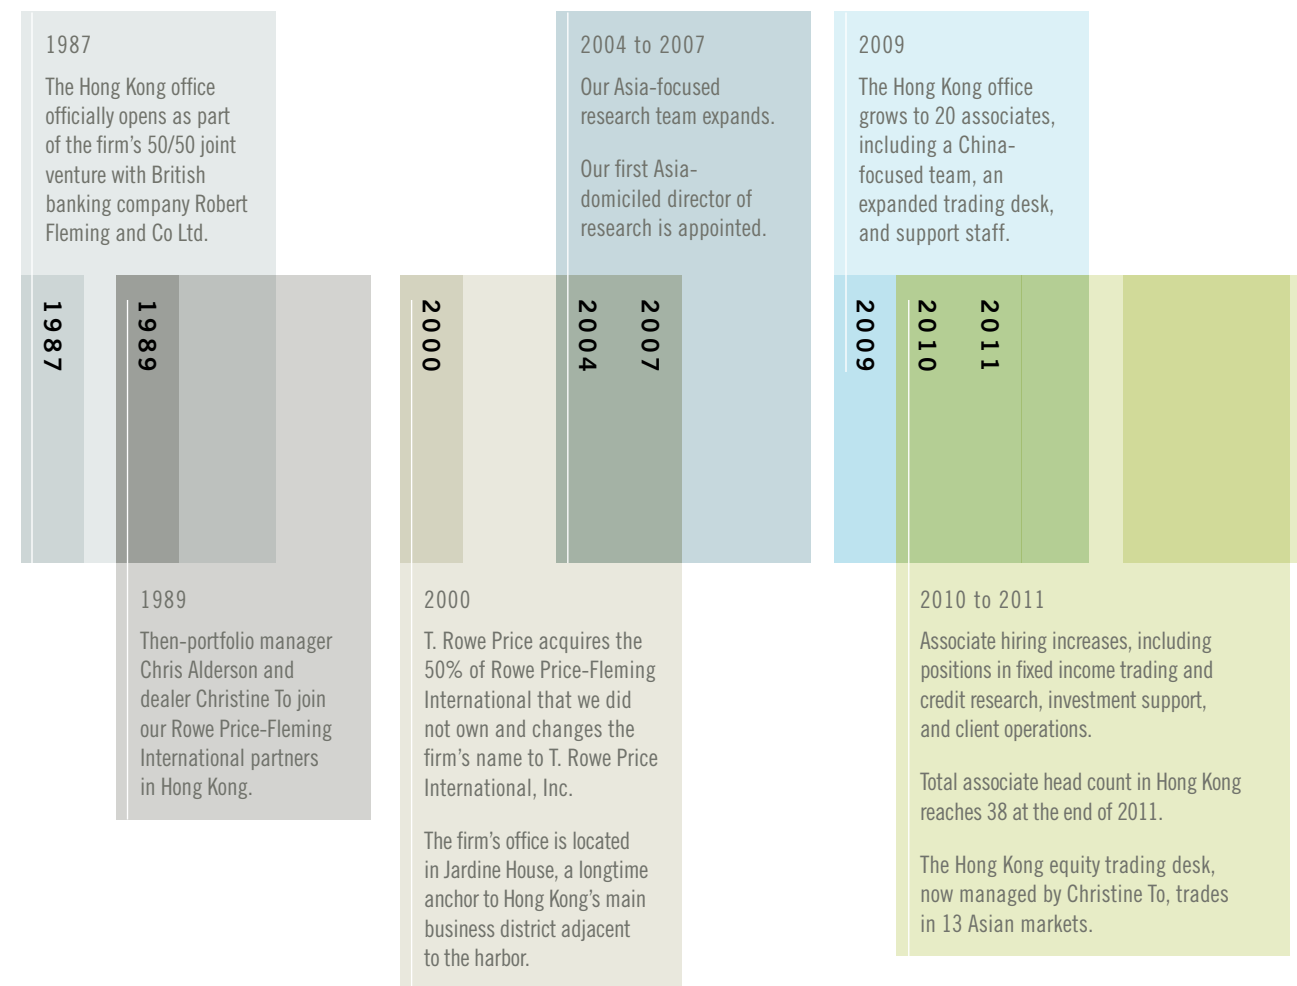 1987
The Hong Kong office
officially opens as part
of the firm's 50/50 joint
venture with British
banking company Robert
Fleming and Co Ltd.
2004 to 2007
Our Asia-focused
research team expands.
Our first Asia-
domiciled director of
research is appointed.
2009
The Hong Kong office
grows to 20 associates,
including a China-
focused team, an
expanded trading desk,
and support staff.
1987
1989
2000
2004
2007
2009
2010
2011
1989
Then-portfolio manager
Chris Alderson and
dealer Christine To join
our Rowe Price-Fleming
International partners
in Hong Kong.
2000
T. Rowe Price acquires the
50% of Rowe Price-Fleming
International that we did
not own and changes the
firm's name to T. Rowe Price
International, Inc.
The firm's office is located
in Jardine House, a longtime
anchor to Hong Kong's main
business district adjacent
to the harbor.
2010 to 2011
Associate hiring increases, including
positions in fixed income trading and
credit research, investment support,
and client operations.
Total associate head count in Hong Kong
reaches 38 at the end of 2011.
The Hong Kong equity trading desk,
now managed by Christine To, trades
in 13 Asian markets.